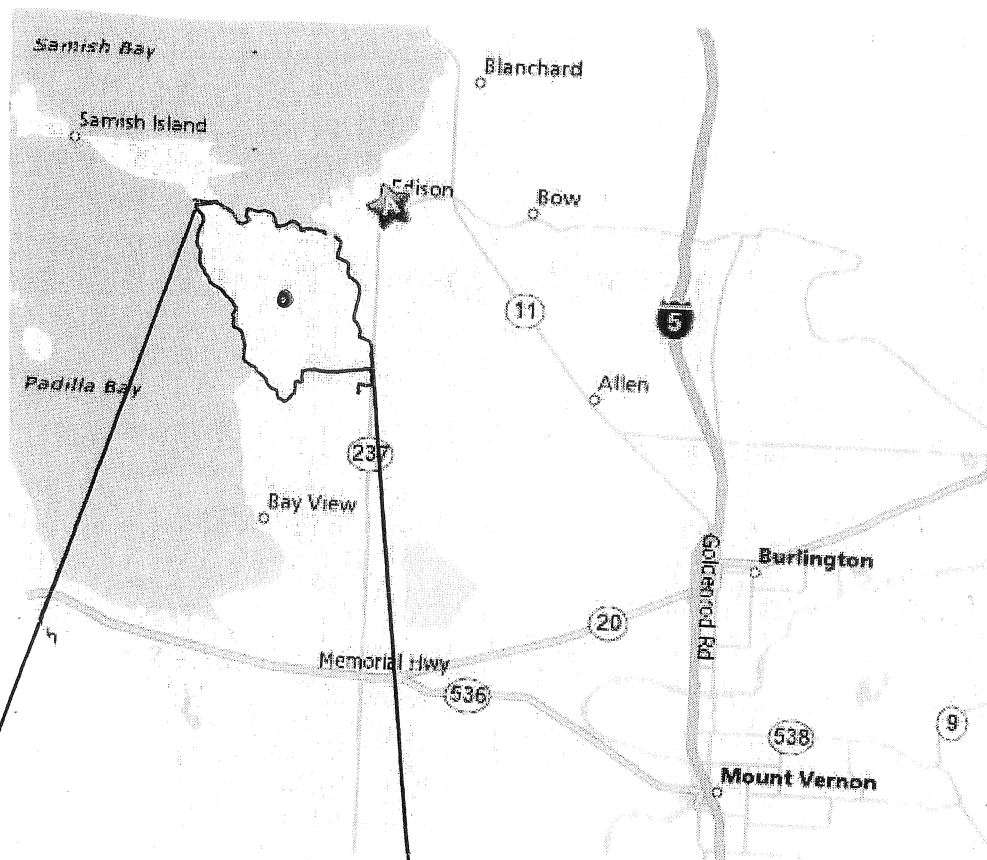 Samish Bay
Blanchard
Samish Island
Edison
Bow
11
5
Padilla Bay
Allen
237
Bay View
Goldenrod Rd
Burlington
20
Memorial Hwy
536
538
9
Mount Vernon